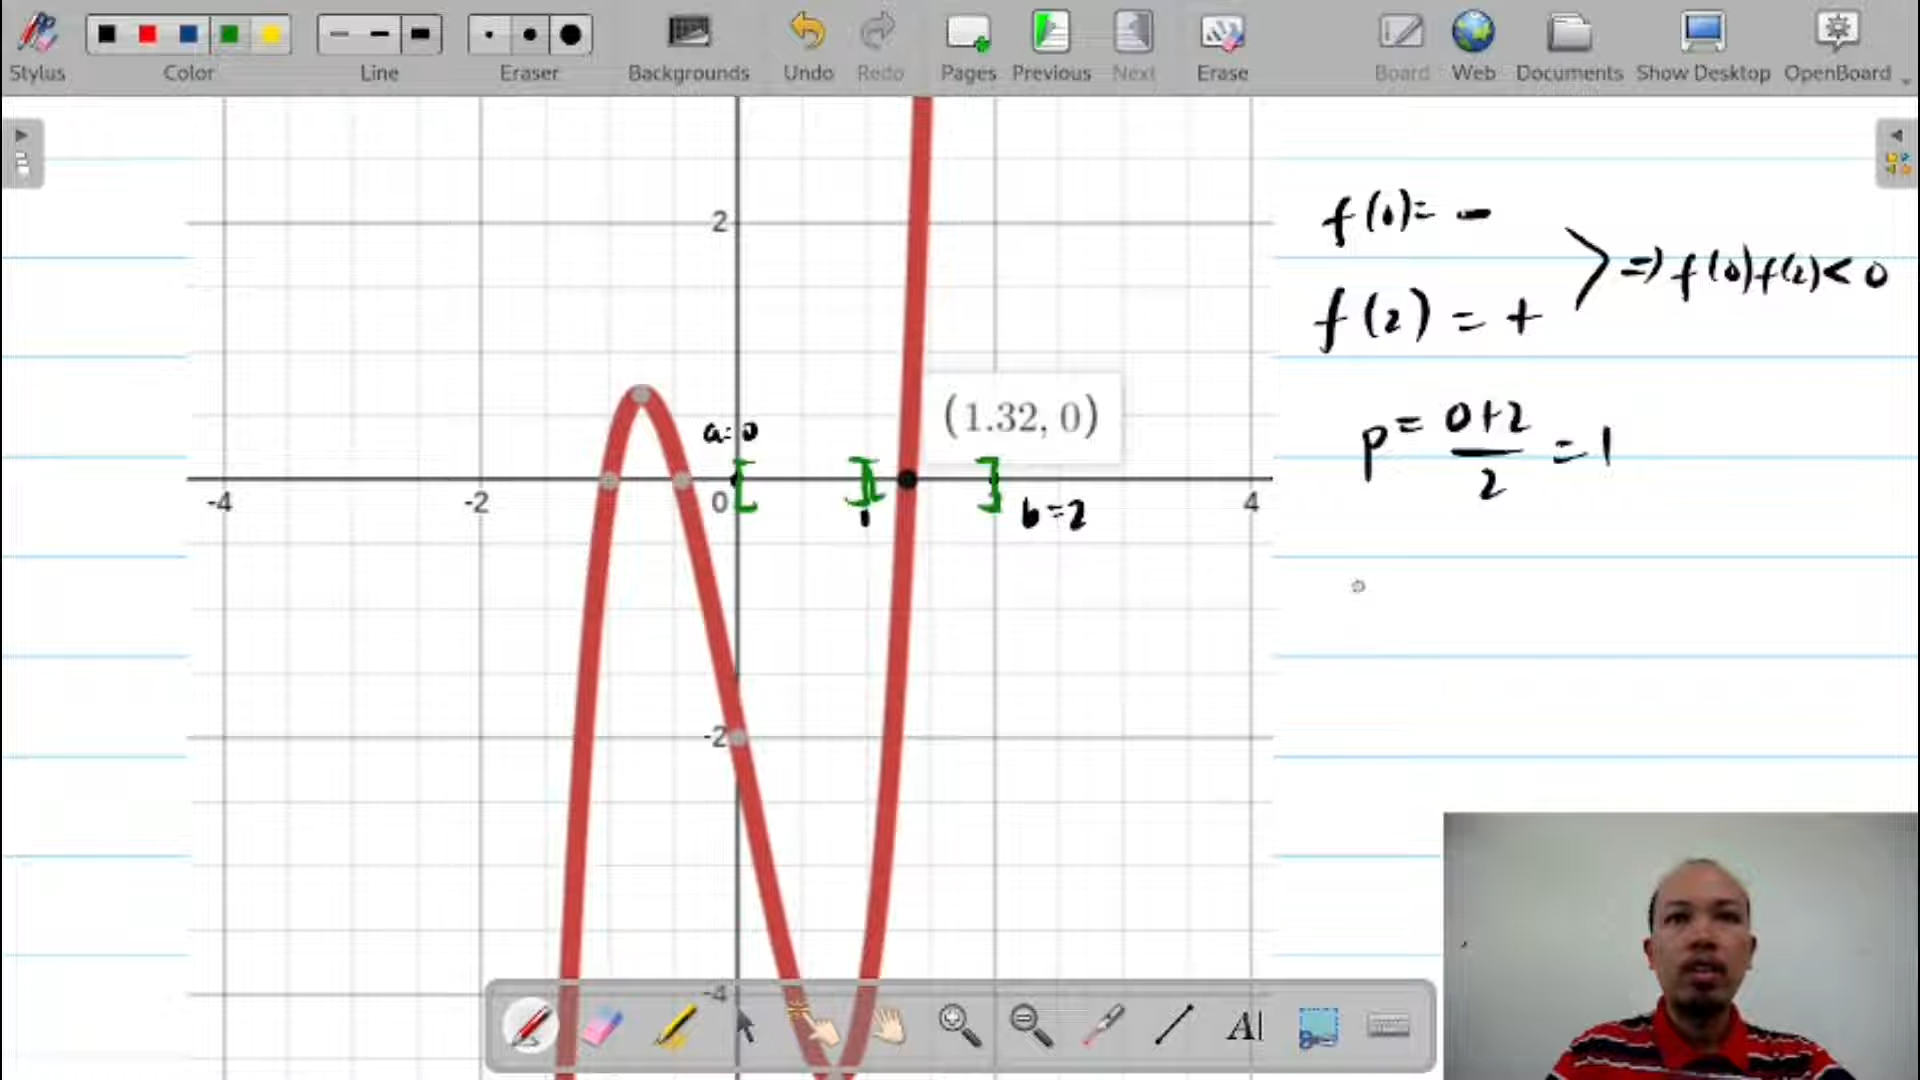 Stylus Color Line Eraser Backgrounds Undo Redo Pages Previous Next Erase Board Web Documents Show Desktop OpenBoard
2
f(0)= -
=> f(0)f(2)< 0
f(2) = +
(1.32, 0)
a=0
p= 0+2/2 =1
-4 -2 0 1 b=2 4
-2
-4
A